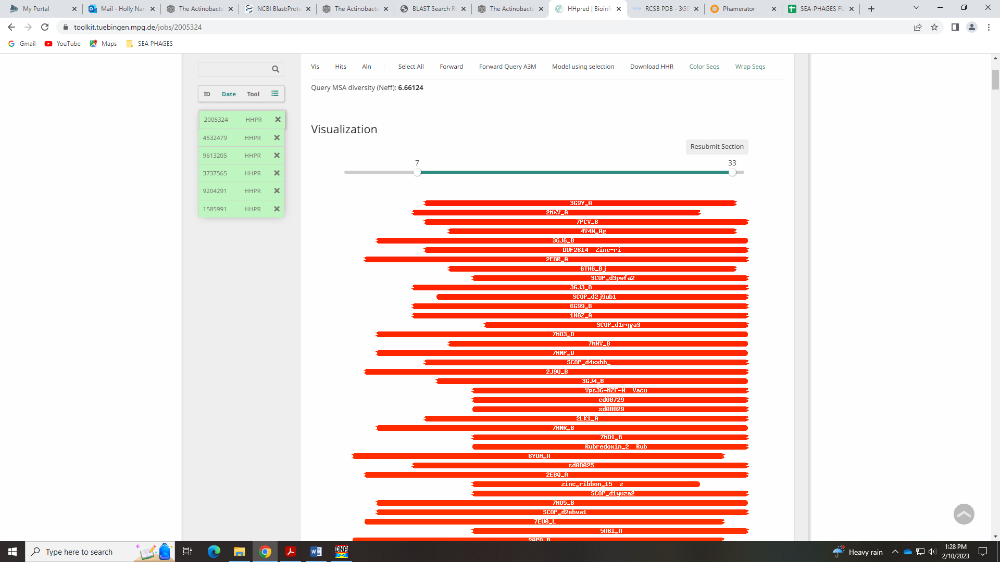 My Portal
Mail - Holly Nan
The Actinobacte
NCBI Blast:Prote
The Actinobacte
BLAST Search Re
The Actinobacte
HHpred | Bioinfo
RCSB PDB - 3G9
Phamerator
SEA-PHAGES FU
toolkit.tuebingen.mpg.de/jobs/2005324
Gmail
YouTube
Maps
SEA PHAGES
Vis Hits Aln Select All Forward Forward Query A3M Model using selection Download HHR Color Seqs Wrap Seqs
Query MSA diversity (Neff): 6.66124
ID Date Tool
2005324 HHPR
4532479 HHPR
9613205 HHPR
3737565 HHPR
9204291 HHPR
1585991 HHPR
Visualization
Resubmit Section
7 33
3G9Y_A
2MXV_A
7PCV_B
4V4N_Ag
3GJ6_B
DUF2614 Zinc-ri
2EBR_A
6TH6_Bj
SCOP_d3pwfa2
3GJ3_B
SCOP_d2j9ub1
6G99_B
1N0Z_A
SCOP_d1rqga3
7MO3_D
7MNV_B
7MNP_D
SCOP_d4xxbb_
2J9U_B
3GJ4_B
Vps36-NZF-N Vacu
cd00729
sd00029
2LK1_A
7MNR_B
7MO1_B
Rubredoxin_2 Rub
6YDH_A
sd00025
2EBQ_A
zinc_ribbon_15 z
SCOP_d1yuza2
7MO5_B
SCOP_d2ebva1
7EU0_L
5A8I_A
Type here to search
DNA
Heavy rain
1:28 PM
2/10/2023